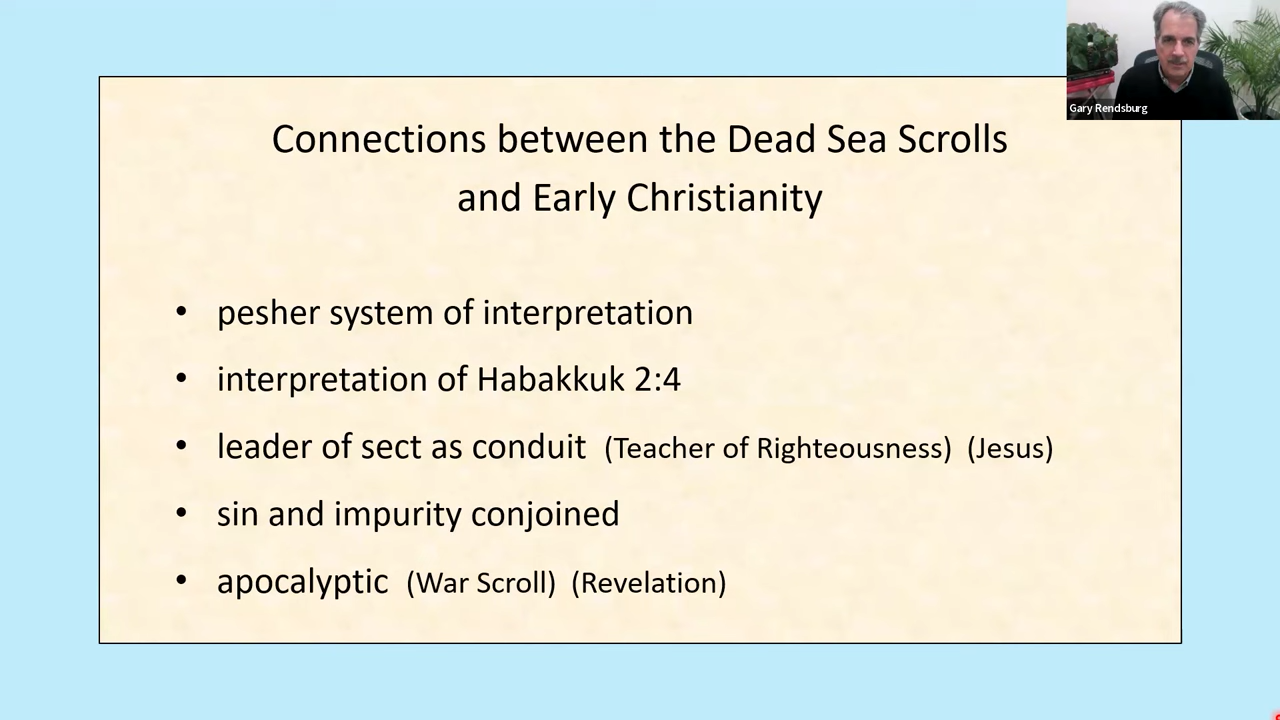 Gary Rendsburg
Connections between the Dead Sea Scrolls
and Early Christianity
• pesher system of interpretation
• interpretation of Habakkuk 2:4
• leader of sect as conduit (Teacher of Righteousness) (Jesus)
• sin and impurity conjoined
• apocalyptic (War Scroll) (Revelation)